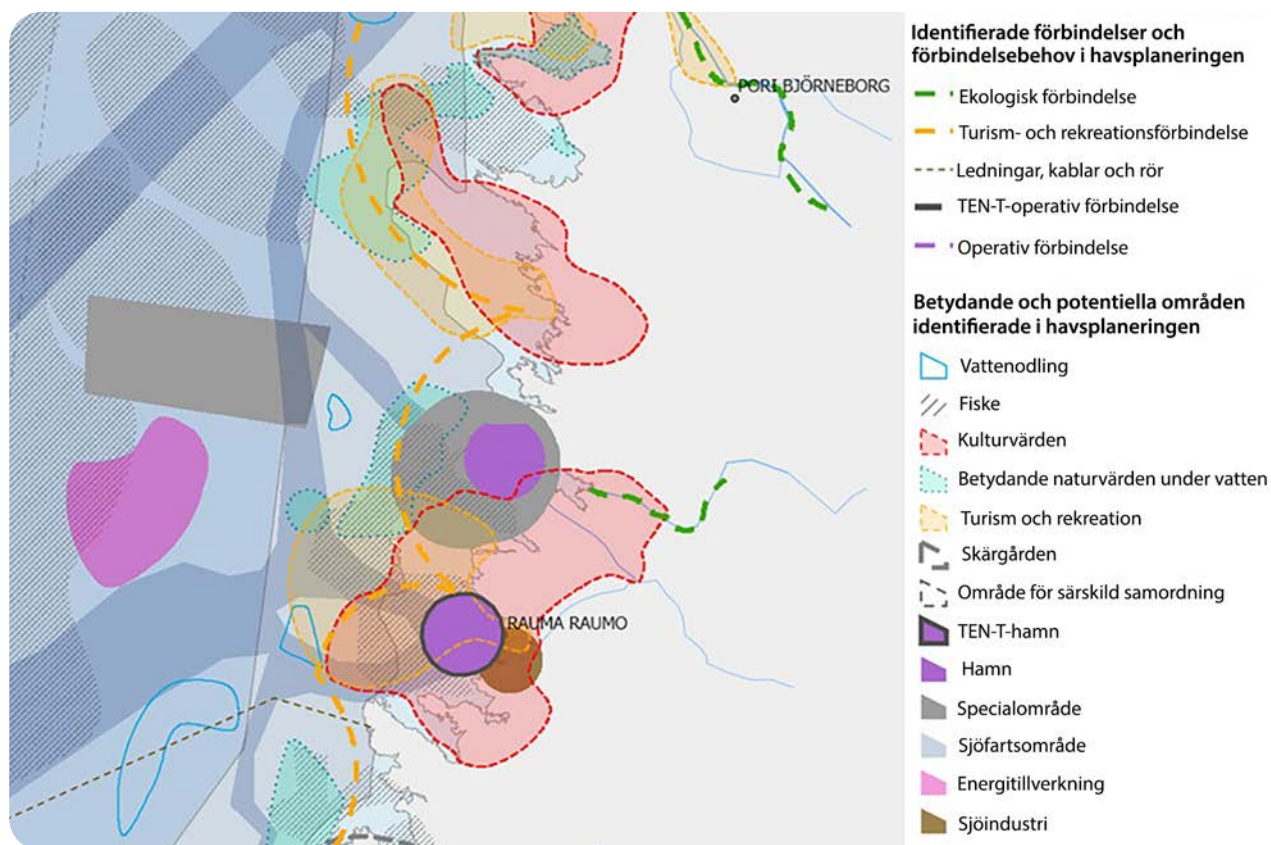 PORI BJÖRNEBORG
RAUMA RAUMO
Identifierade förbindelser och
förbindelsebehov i havsplaneringen
Ekologisk förbindelse
Turism- och rekreationsförbindelse
Ledningar, kablar och rör
TEN-T-operativ förbindelse
Operativ förbindelse
Betydande och potentiella områden
identifierade i havsplaneringen
Vattenodling
Fiske
Kulturvärden
Betydande naturvärden under vatten
Turism och rekreation
Skärgården
Område för särskild samordning
TEN-T-hamn
Hamn
Specialområde
Sjöfartsområde
Energitillverkning
Sjöindustri